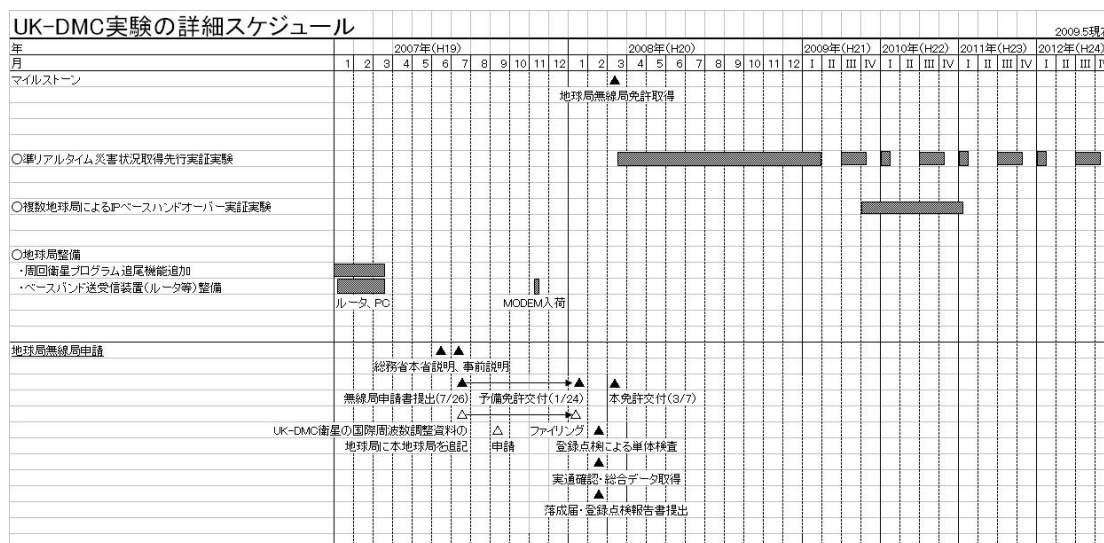 UK-DMC実験の詳細スケジュール
2009.5現在
年 2007年(H19) 2008年(H20) 2009年(H21) 2010年(H22) 2011年(H23) 2012年(H24)
月 1 2 3 4 5 6 7 8 9 10 11 12 1 2 3 4 5 6 7 8 9 10 11 12 I II III IV I II III IV I II III IV I II III IV
マイルストーン
地球局無線局免許取得
○準リアルタイム災害状況取得先行実証実験
○複数地球局によるIPベースハンドオーバー実証実験
○地球局整備
・周回衛星プログラム追尾機能追加
・ベースバンド送受信装置(ルータ等)整備
ルータ、PC MODEM入荷
地球局無線局申請
総務省本省説明、事前説明
無線局申請書提出(7/26) 予備免許交付(1/24) 本免許交付(3/7)
UK-DMC衛星の国際周波数調整資料の ファイリング
地球局に本地球局を追記 申請 登録点検による単体検査
実通確認・総合データ取得
落成届・登録点検報告書提出